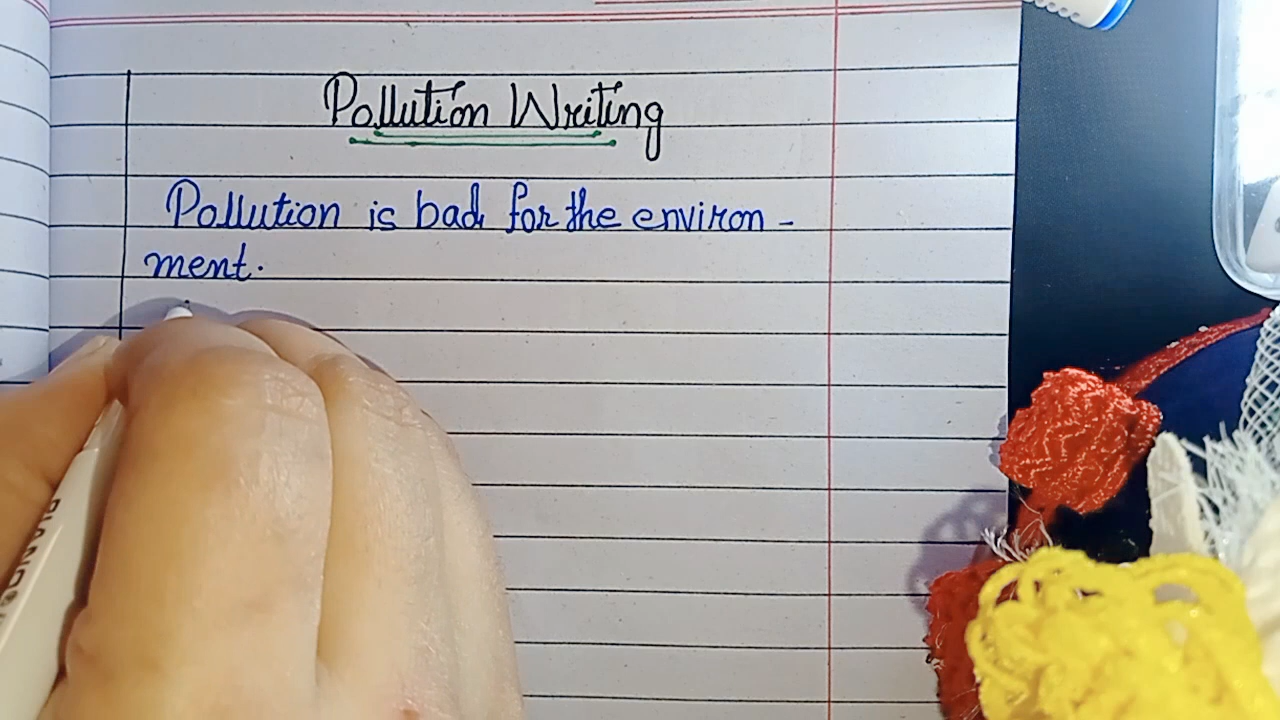 Pollution Writing
Pollution is bad for the environ -
ment.